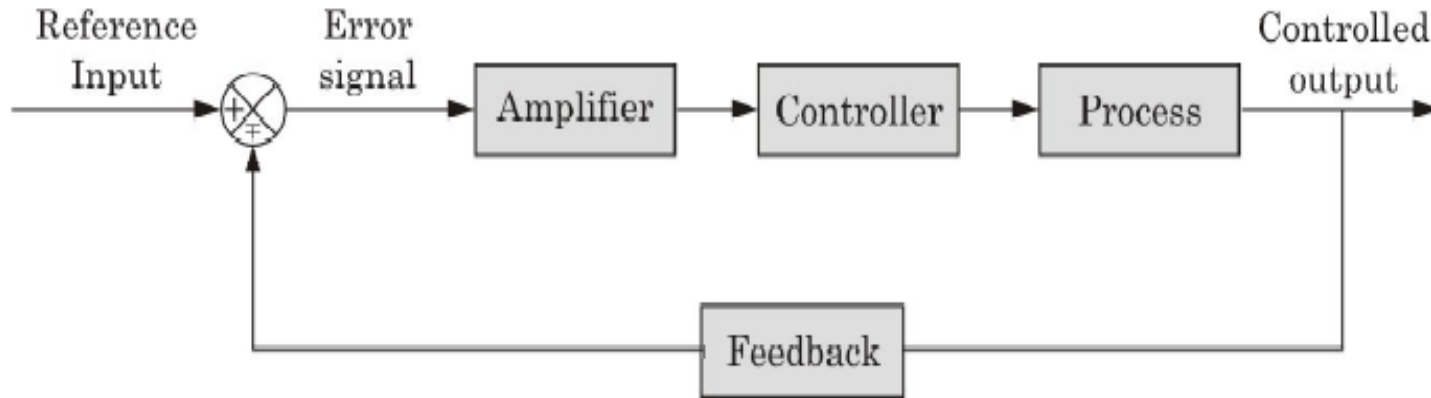 Reference
Input
Error
signal
Controlled
output
+
∓
Amplifier
Controller
Process
Feedback